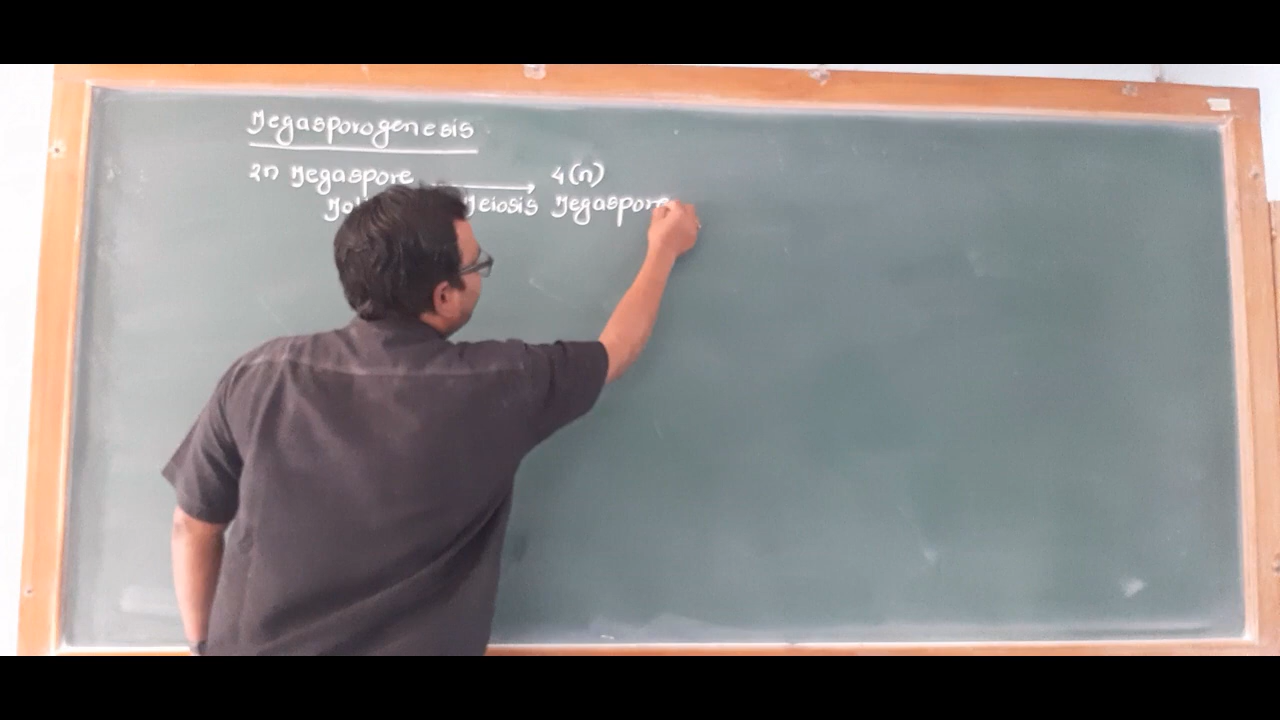 Megasporogenesis
2n Megaspore → 4(n)
Meiosis Megaspore